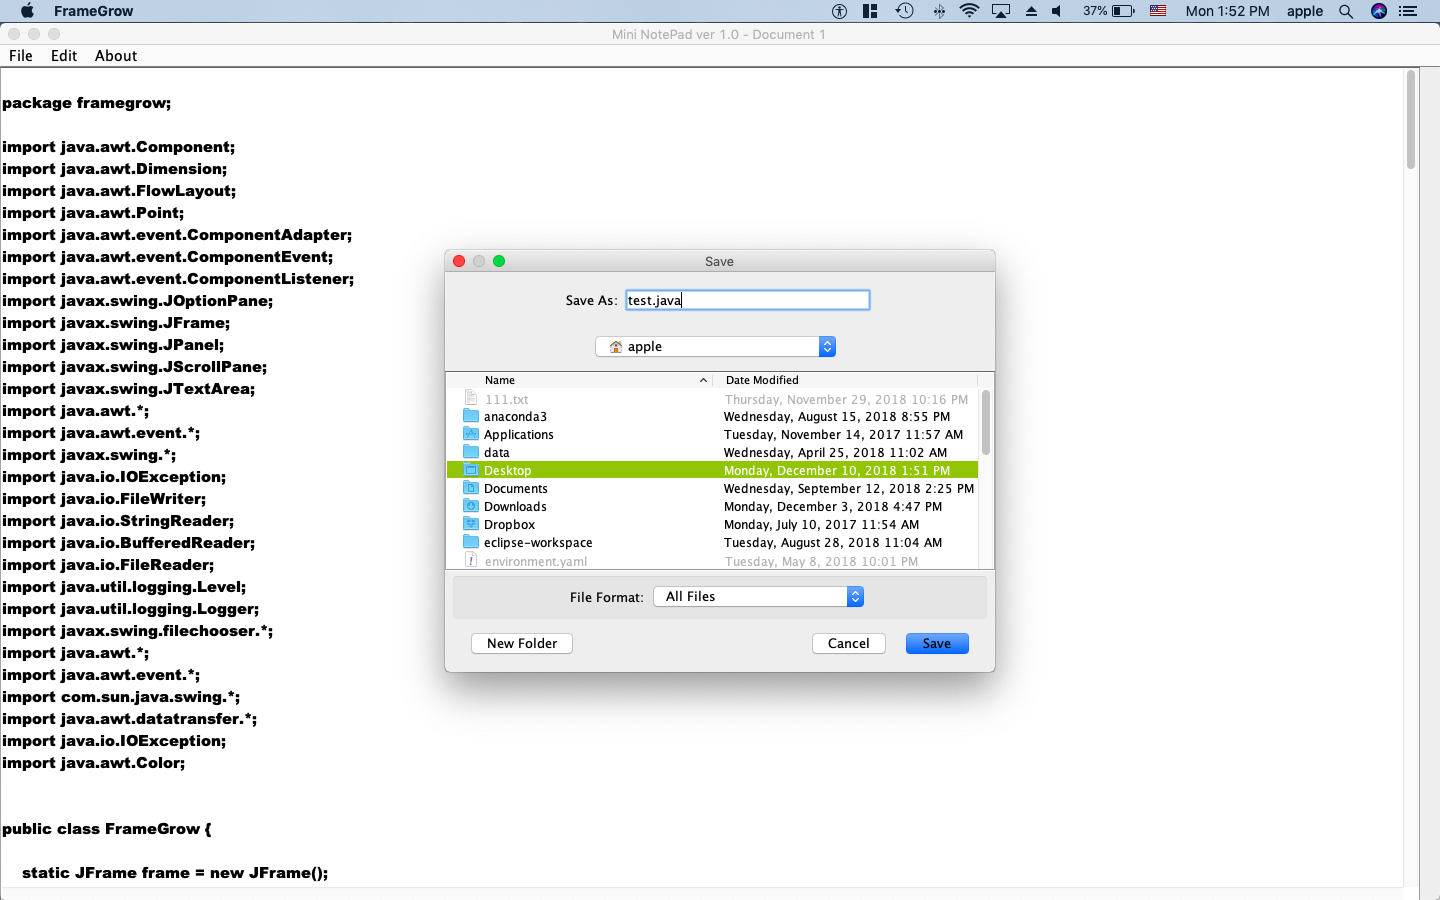 FrameGrow 37% Mon 1:52 PM apple
Mini NotePad ver 1.0 - Document 1
File Edit About
package framegrow;
import java.awt.Component;
import java.awt.Dimension;
import java.awt.FlowLayout;
import java.awt.Point;
import java.awt.event.ComponentAdapter;
import java.awt.event.ComponentEvent;
import java.awt.event.ComponentListener;
import javax.swing.JOptionPane;
import javax.swing.JFrame;
import javax.swing.JPanel;
import javax.swing.JScrollPane;
import javax.swing.JTextArea;
import java.awt.*;
import java.awt.event.*;
import javax.swing.*;
import java.io.IOException;
import java.io.FileWriter;
import java.io.StringReader;
import java.io.BufferedReader;
import java.io.FileReader;
import java.util.logging.Level;
import java.util.logging.Logger;
import javax.swing.filechooser.*;
import java.awt.*;
import java.awt.event.*;
import com.sun.java.swing.*;
import java.awt.datatransfer.*;
import java.io.IOException;
import java.awt.Color;
public class FrameGrow {
static JFrame frame = new JFrame();
Save
Save As: test.java
apple
Name Date Modified
111.txt Thursday, November 29, 2018 10:16 PM
anaconda3 Wednesday, August 15, 2018 8:55 PM
Applications Tuesday, November 14, 2017 11:57 AM
data Wednesday, April 25, 2018 11:02 AM
Desktop Monday, December 10, 2018 1:51 PM
Documents Wednesday, September 12, 2018 2:25 PM
Downloads Monday, December 3, 2018 4:47 PM
Dropbox Monday, July 10, 2017 11:54 AM
eclipse-workspace Tuesday, August 28, 2018 11:04 AM
environment.yaml Tuesday, May 8, 2018 10:01 PM
File Format: All Files
New Folder Cancel Save